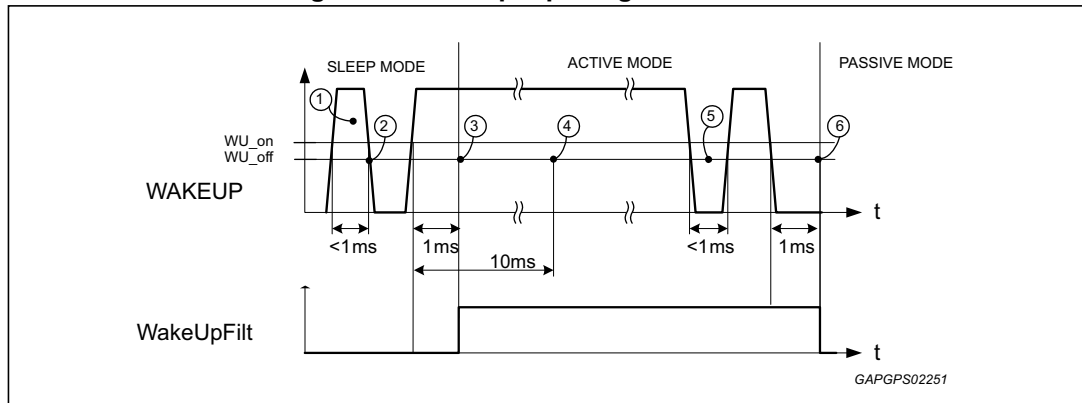 SLEEP MODE
ACTIVE MODE
PASSIVE MODE
1
2
3
4
5
6
WU_on
WU_off
WAKEUP
t
<1ms
1ms
<1ms
1ms
10ms
WakeUpFilt
t
GAPGPS02251